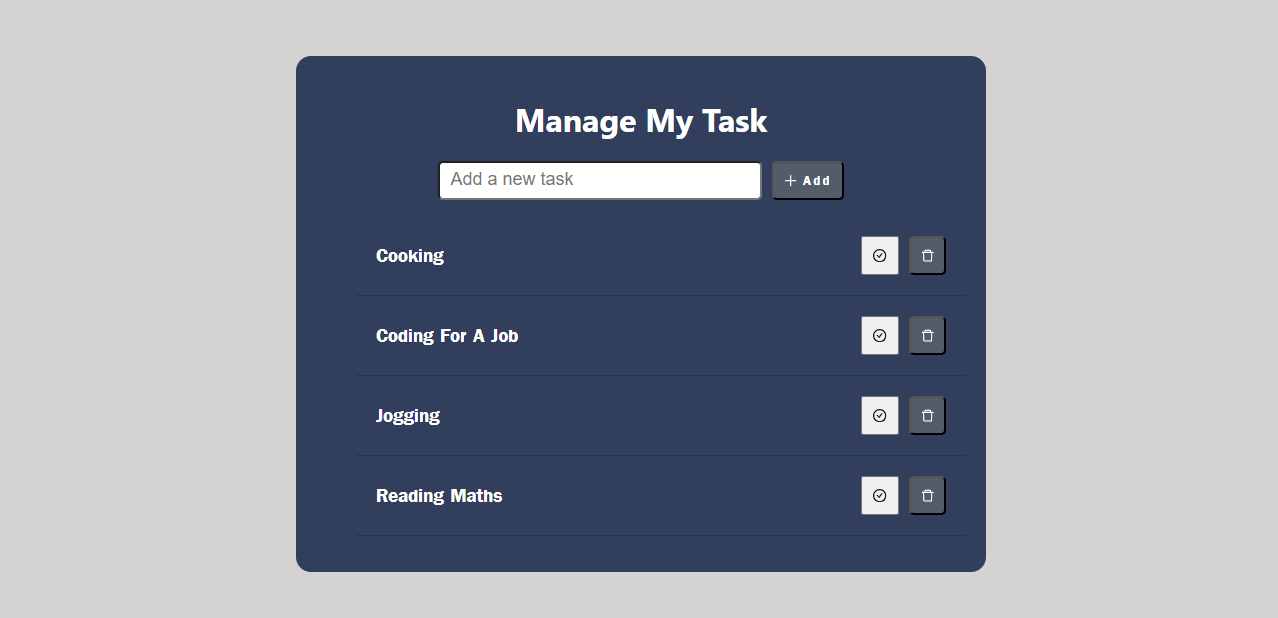 Manage My Task
Add a new task
Add
Cooking
Coding For A Job
Jogging
Reading Maths